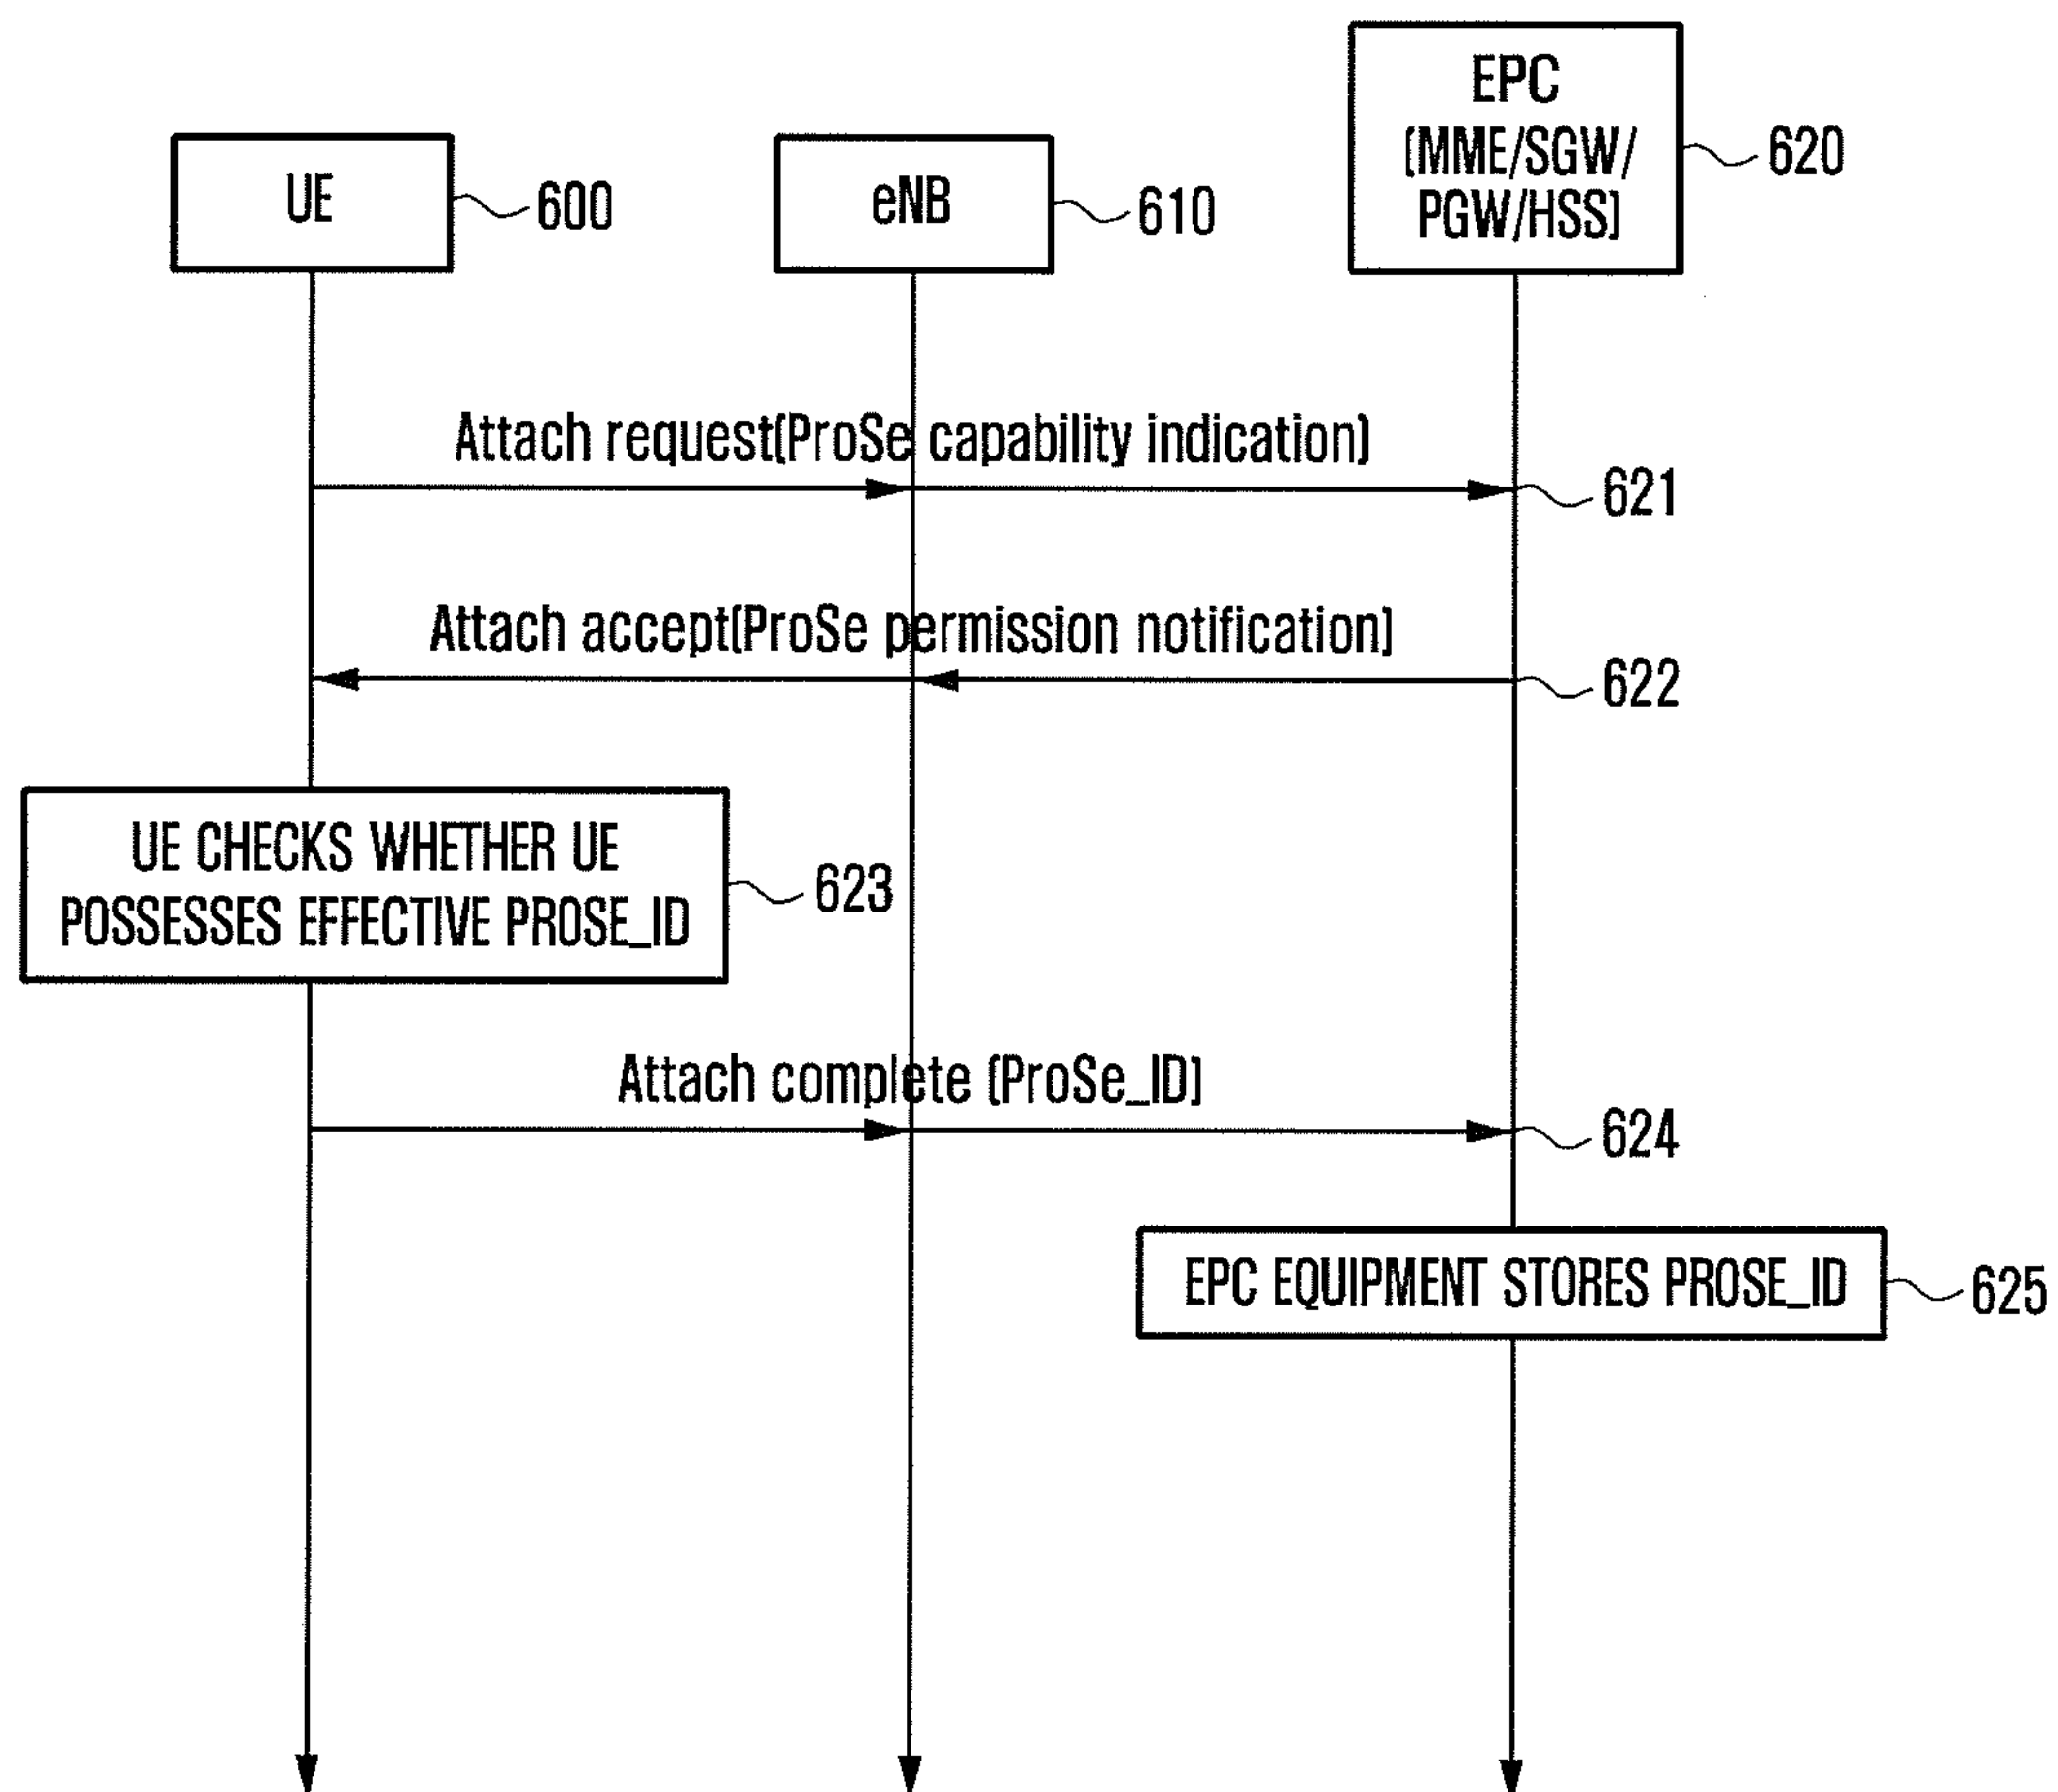 EPC
(MME/SGW/
PGW/HSS)
620
UE
600
eNB
610
Attach request(ProSe capability indication)
621
Attach accept(ProSe permission notification)
622
UE CHECKS WHETHER UE
POSSESSES EFFECTIVE PROSE_ID
623
Attach complete (ProSe_ID)
624
EPC EQUIPMENT STORES PROSE_ID
625